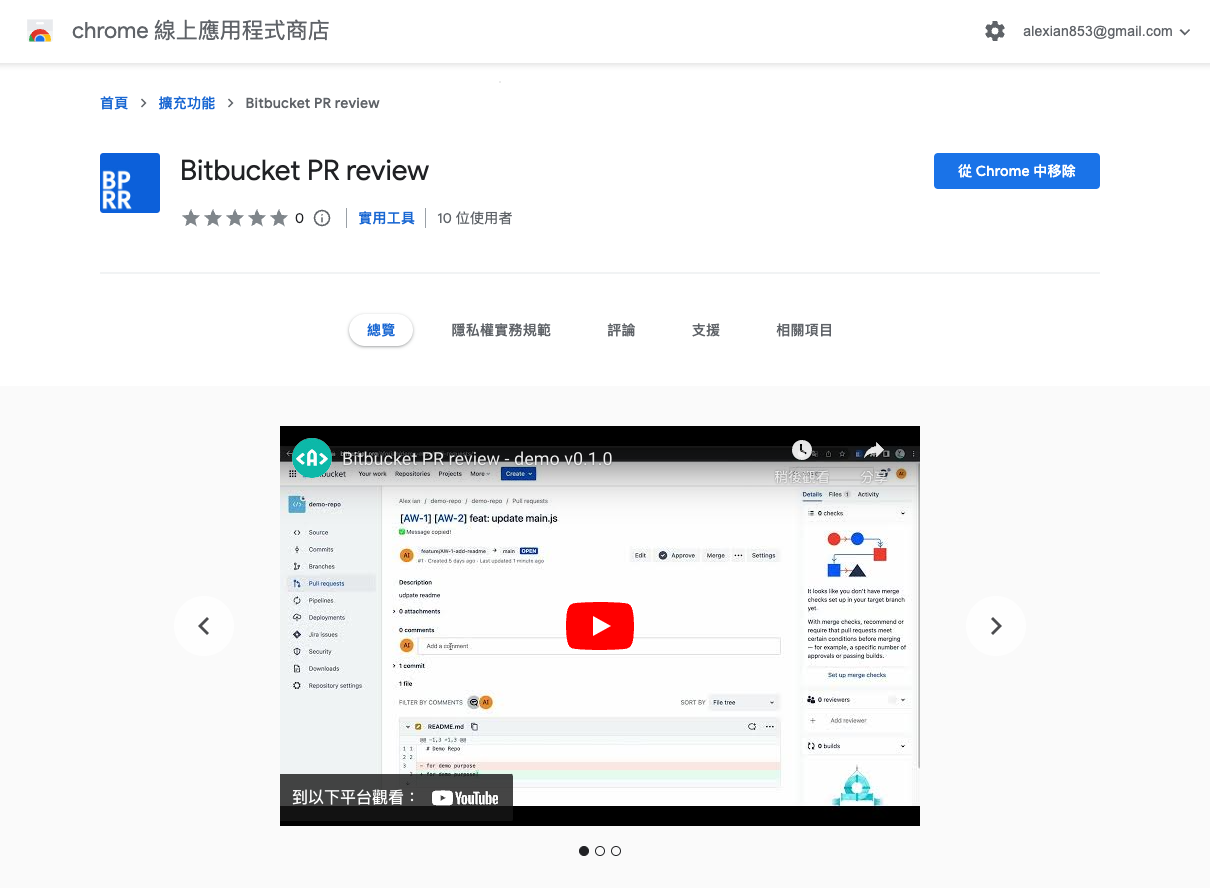 chrome 線上應用程式商店
alexian853@gmail.com
首頁 > 擴充功能 > Bitbucket PR review
BP
RR
Bitbucket PR review
從 Chrome 中移除
0
實用工具
10 位使用者
總覽
隱私權實務規範
評論
支援
相關項目
<A>
Bitbucket PR review - demo v0.1.0
稍後觀看
分享
bucket
Your work
Repositories
Projects
More
Create
demo-repo
Source
Commits
Branches
Pull requests
Pipelines
Deployments
Jira issues
Security
Downloads
Repository settings
Alex ian / demo-repo / demo-repo / Pull requests
[AW-1] [AW-2] feat: update main.js
Message copied!
AI
feature/AW-1-add-readme → main OPEN
#1 · Created 5 days ago · Last updated 1 minute ago
Edit
Approve
Merge
Settings
Description
udpate readme
0 attachments
0 comments
AI
Add a comment
1 commit
1 file
FILTER BY COMMENTS
AI
SORT BY
File tree
README.md
@@ -1,3 +1,3 @@
1 1 # Demo Repo
2 2
3 - for demo purpose
3 + for demo purpose
Details
Files 1
Activity
0 checks
It looks like you don't have merge
checks set up in your target branch
yet.
With merge checks, recommend or
require that pull requests meet
certain conditions before merging
— for example, a specific number of
approvals or passing builds.
Set up merge checks
0 reviewers
+ Add reviewer
0 builds
到以下平台觀看：
YouTube